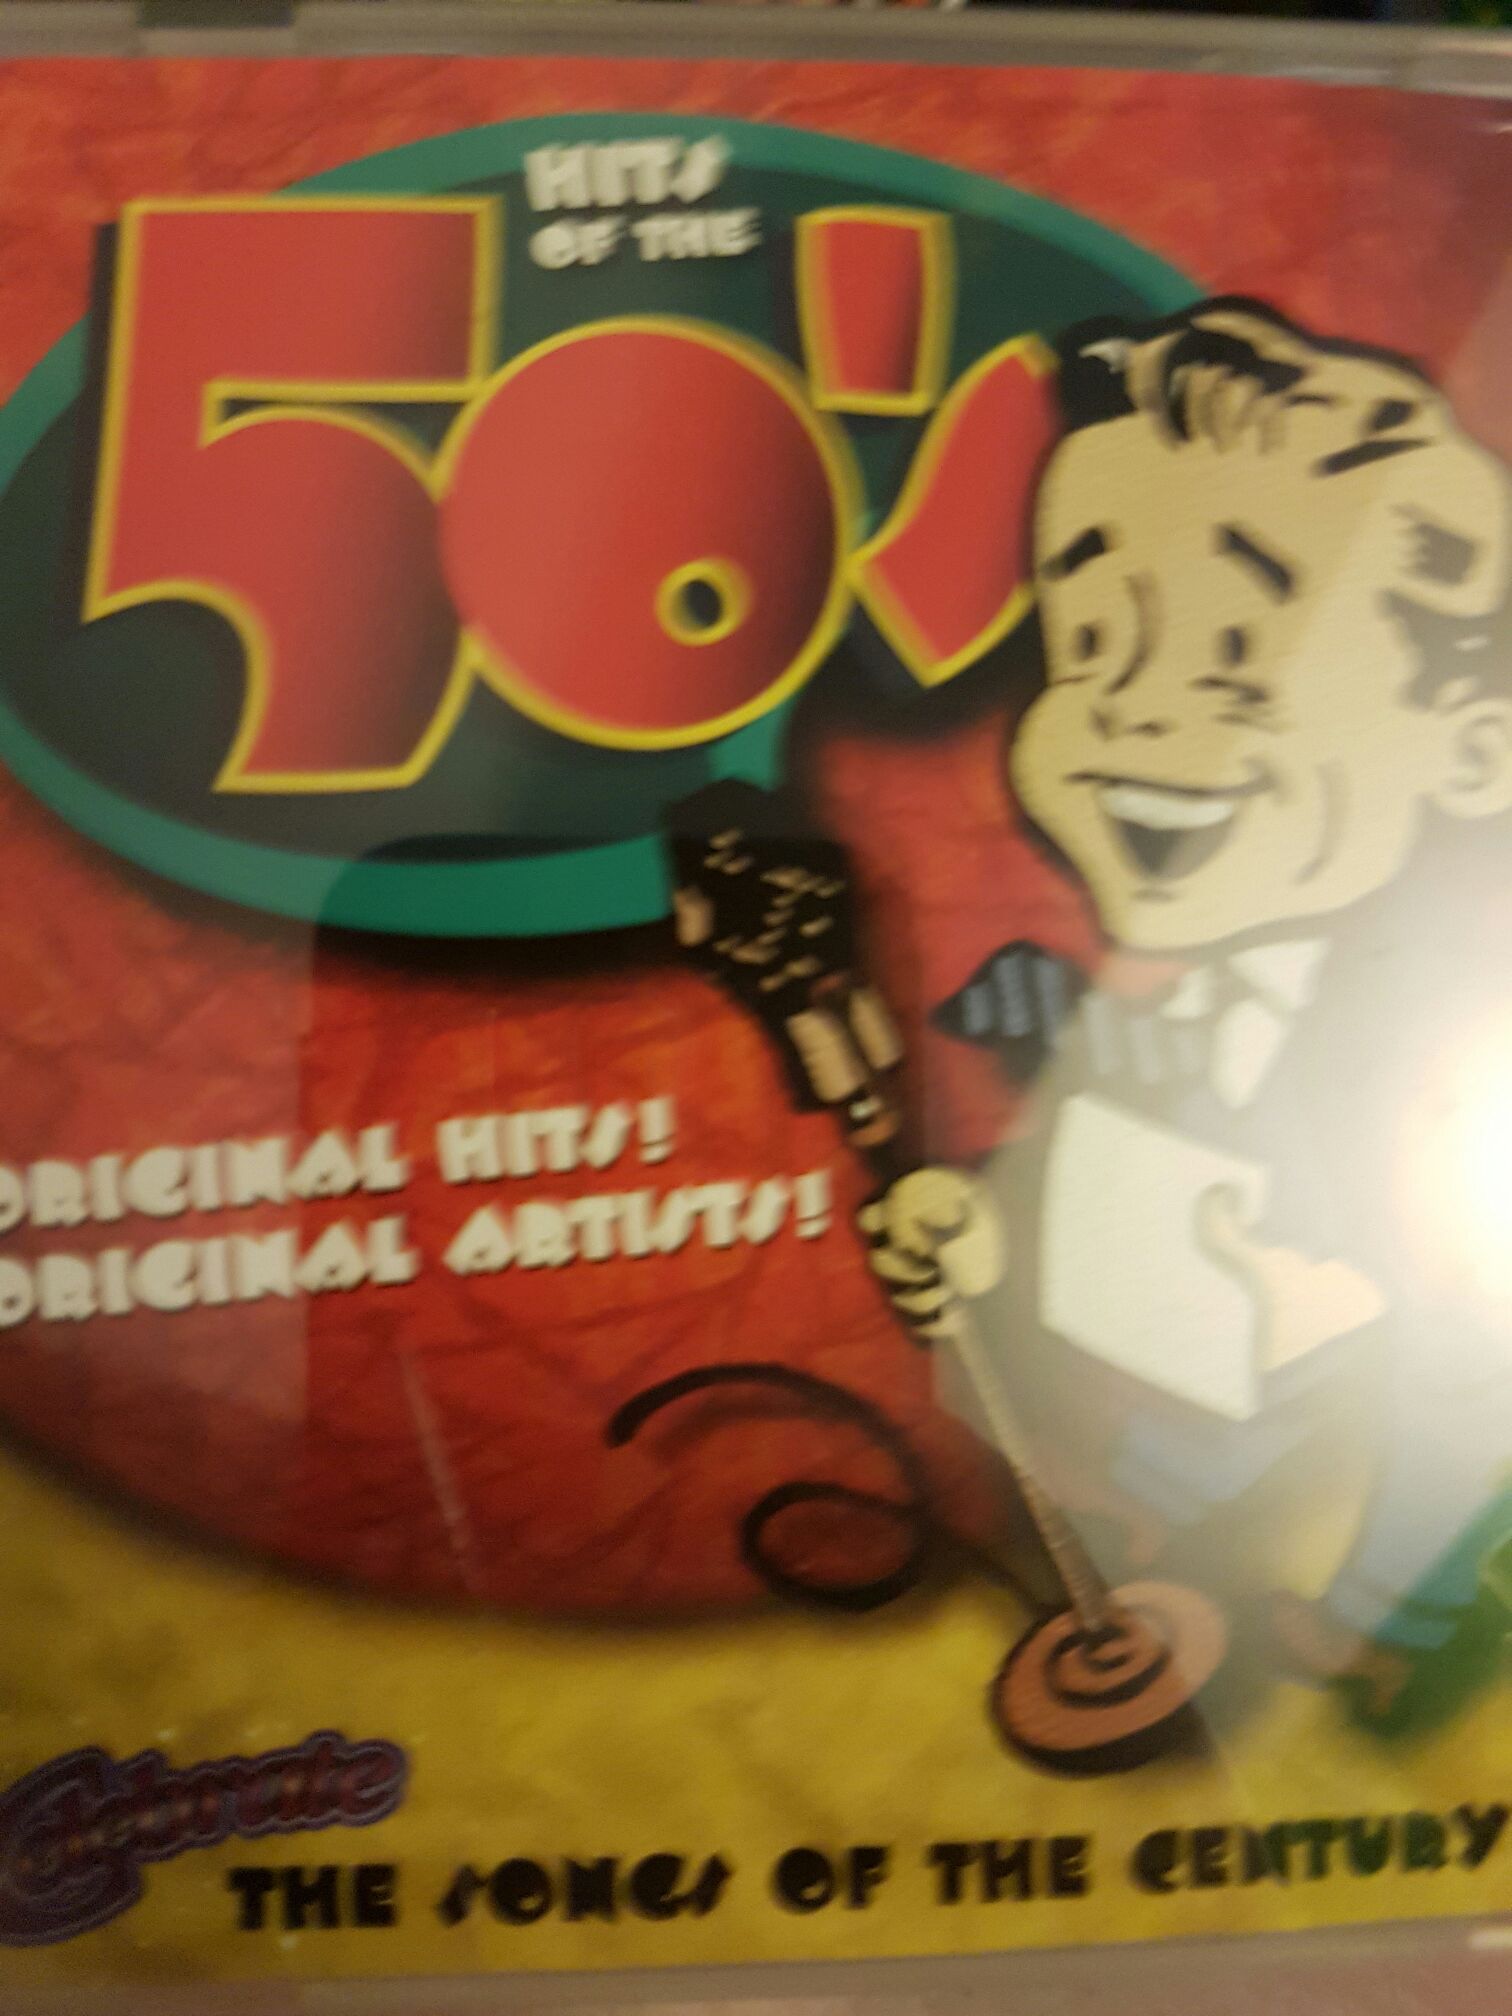 HITS
OF THE
50's
ORIGINAL HITS!
ORIGINAL ARTISTS!
Celebrate
THE SONGS OF THE CENTURY